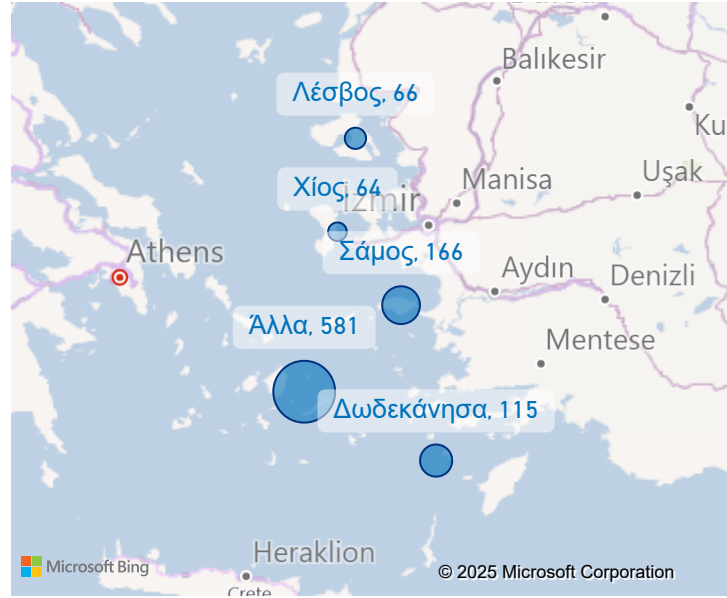 Balıkesir
Λέσβος, 66
Ku
Uşak
Manisa
Χίος, 64
Izmir
Athens
Σάμος, 166
Aydın
Denizli
Άλλα, 581
Mentese
Δωδεκάνησα, 115
Heraklion
Microsoft Bing
© 2025 Microsoft Corporation
Crete